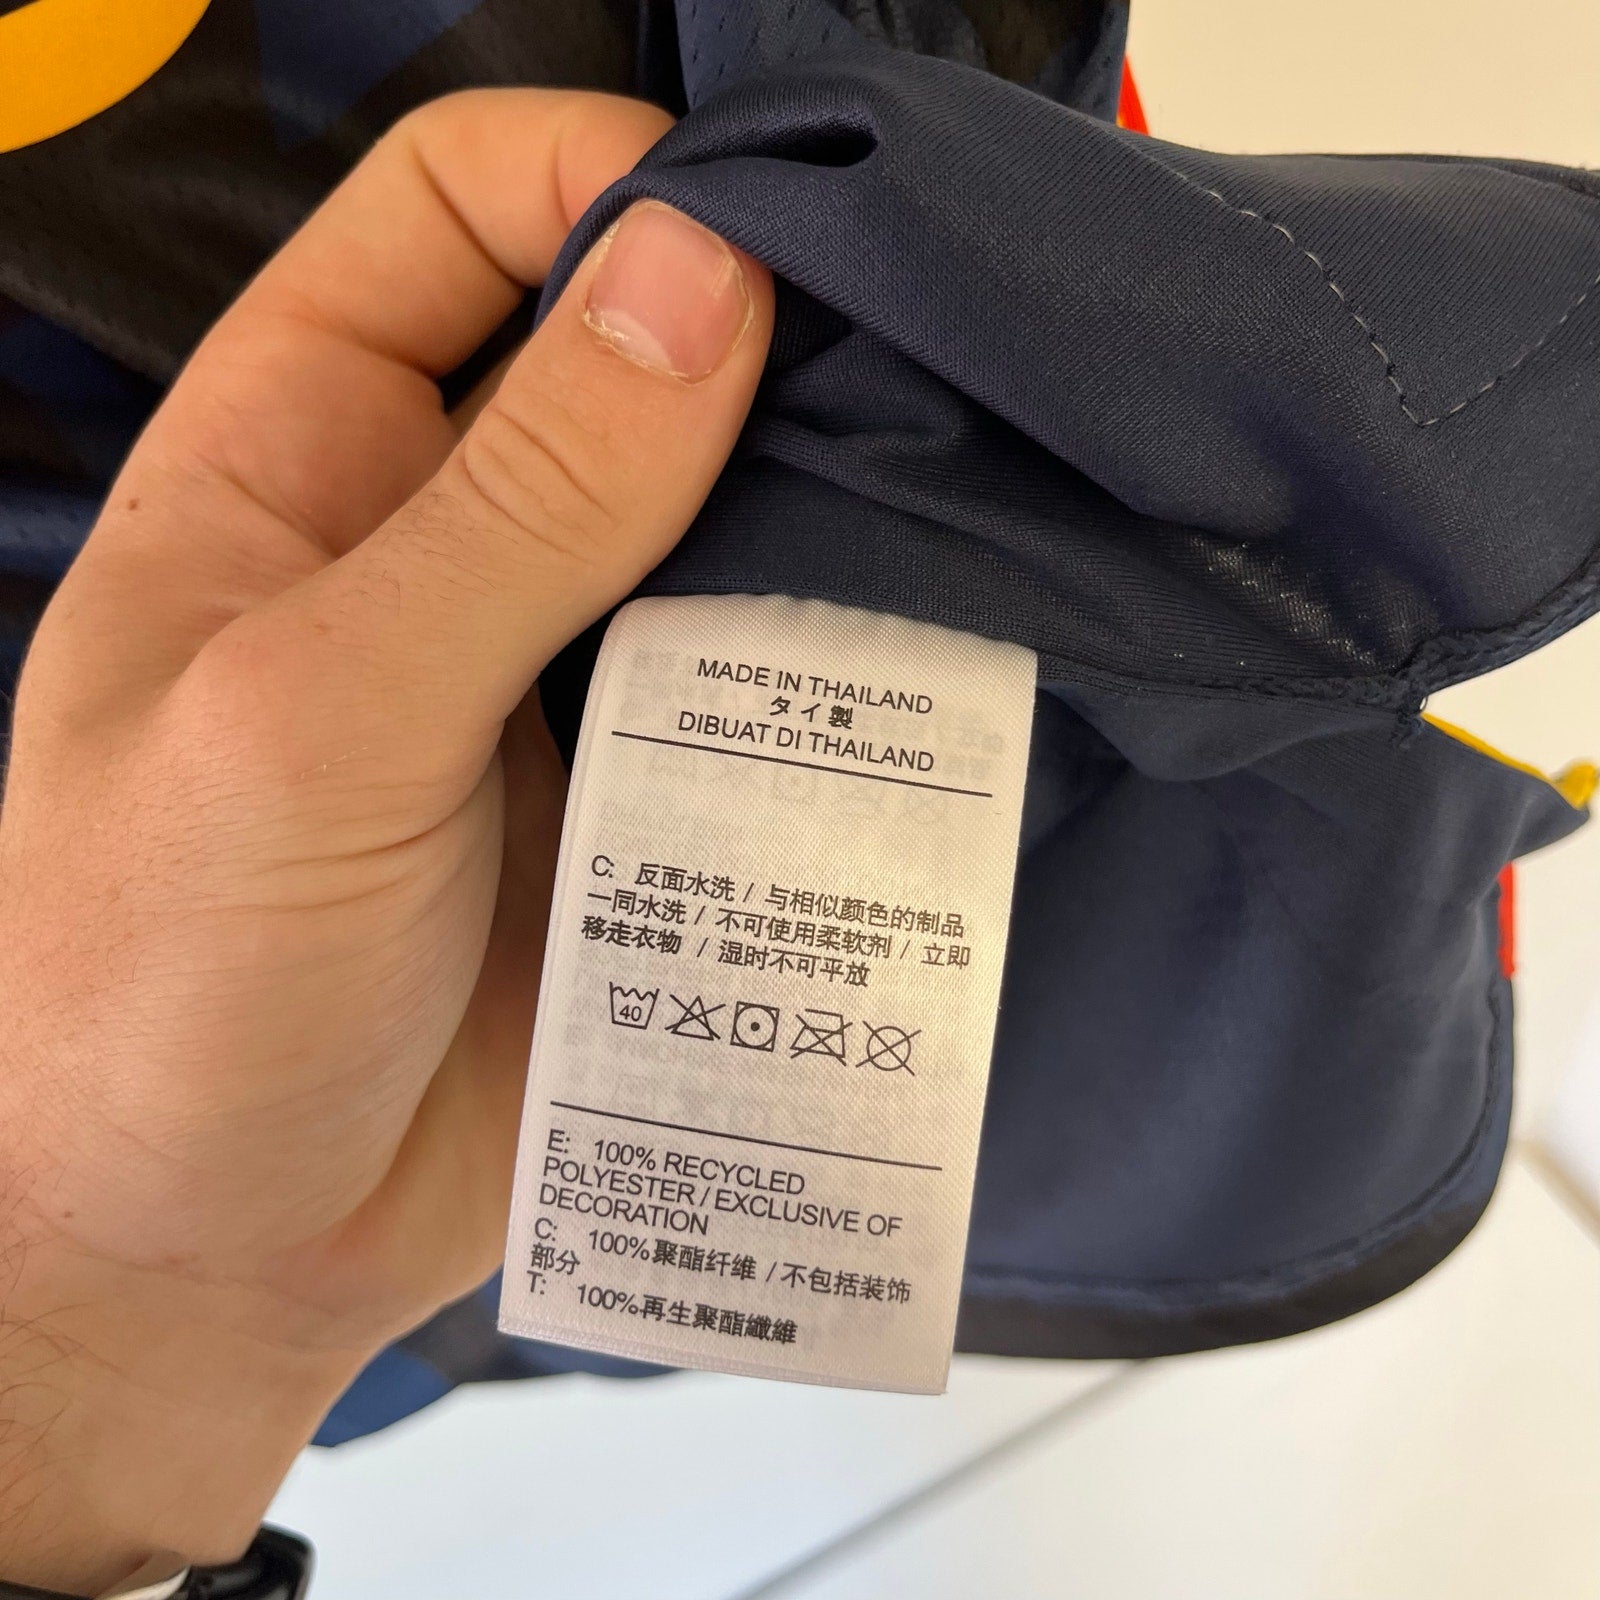 MADE IN THAILAND
タイ製
DIBUAT DI THAILAND
C: 反面水洗 / 与相似颜色的制品
一同水洗 / 不可使用柔软剂 / 立即
移走衣物 / 湿时不可平放
40
E: 100% RECYCLED
POLYESTER / EXCLUSIVE OF
DECORATION
C: 100%聚酯纤维 / 不包括装饰
部分
T: 100%再生聚酯纖維